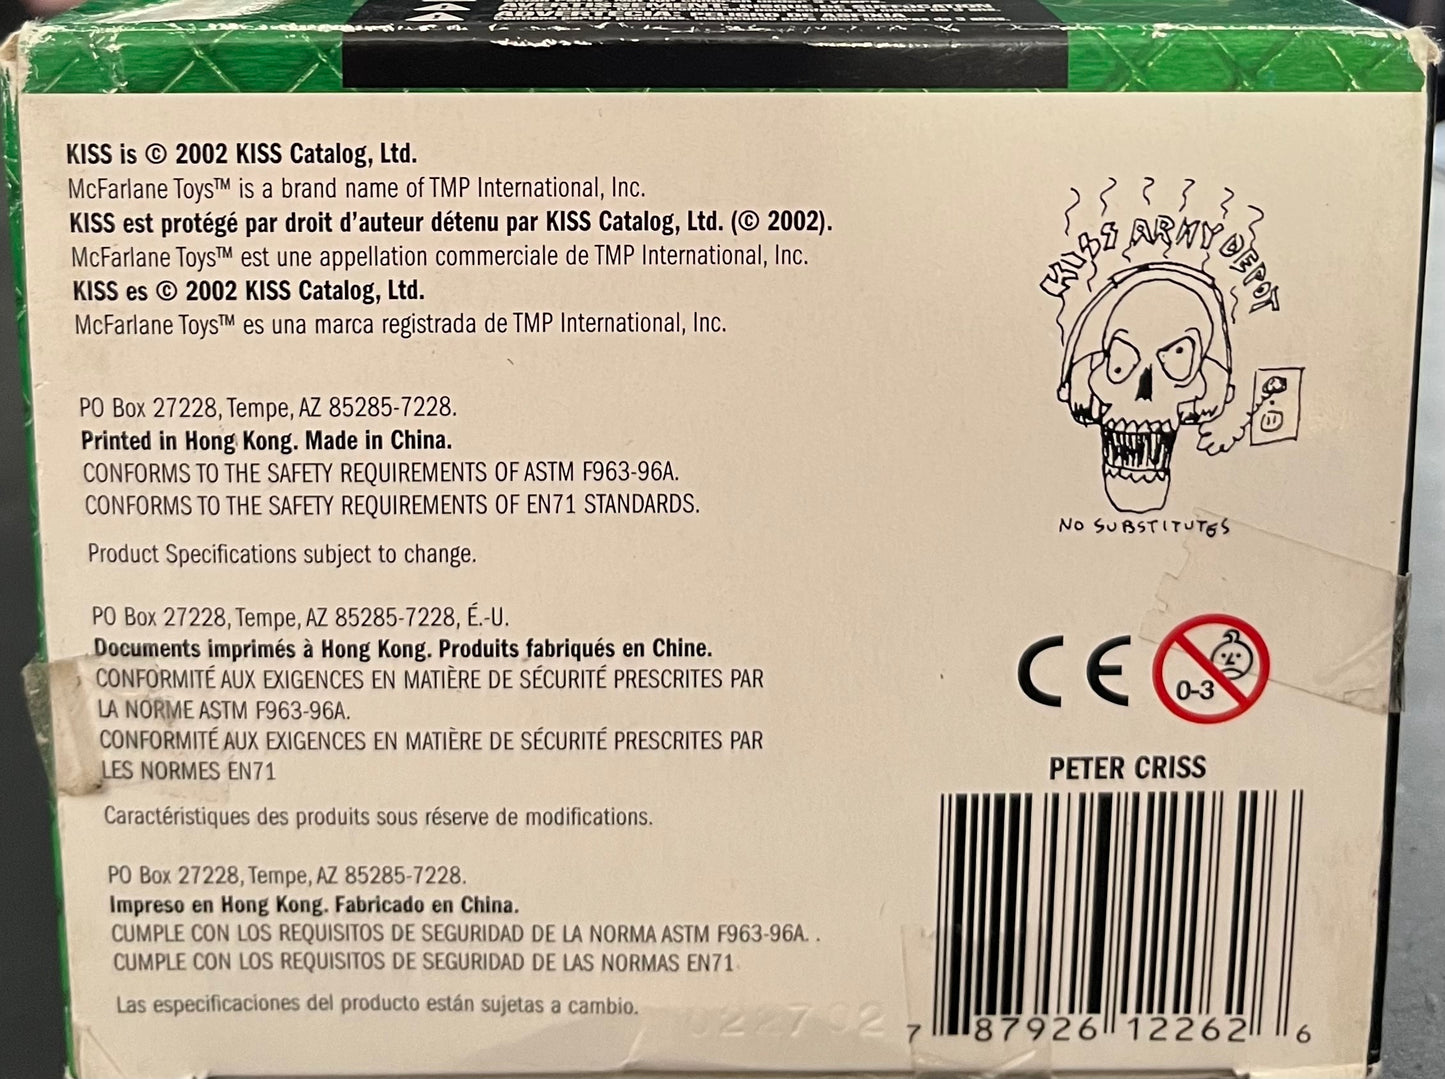 KISS is © 2002 KISS Catalog, Ltd.
McFarlane Toys™ is a brand name of TMP International, Inc.
KISS est protégé par droit d’auteur détenu par KISS Catalog, Ltd. (© 2002).
McFarlane Toys™ est une appellation commerciale de TMP International, Inc.
KISS es © 2002 KISS Catalog, Ltd.
McFarlane Toys™ es una marca registrada de TMP International, Inc.
PO Box 27228, Tempe, AZ 85285-7228.
Printed in Hong Kong. Made in China.
CONFORMS TO THE SAFETY REQUIREMENTS OF ASTM F963-96A.
CONFORMS TO THE SAFETY REQUIREMENTS OF EN71 STANDARDS.
Product Specifications subject to change.
PO Box 27228, Tempe, AZ 85285-7228, É.-U.
Documents imprimés à Hong Kong. Produits fabriqués en Chine.
CONFORMITÉ AUX EXIGENCES EN MATIÈRE DE SÉCURITÉ PRESCRITES PAR
LA NORME ASTM F963-96A.
CONFORMITÉ AUX EXIGENCES EN MATIÈRE DE SÉCURITÉ PRESCRITES PAR
LES NORMES EN71
Caractéristiques des produits sous réserve de modifications.
PO Box 27228, Tempe, AZ 85285-7228.
Impreso en Hong Kong. Fabricado en China.
CUMPLE CON LOS REQUISITOS DE SEGURIDAD DE LA NORMA ASTM F963-96A. .
CUMPLE CON LOS REQUISITOS DE SEGURIDAD DE LAS NORMAS EN71
Las especificaciones del producto están sujetas a cambio.
KISS ARMY DEPOT
NO SUBSTITUTES
CE
0-3
PETER CRISS
7 87926 12262 6